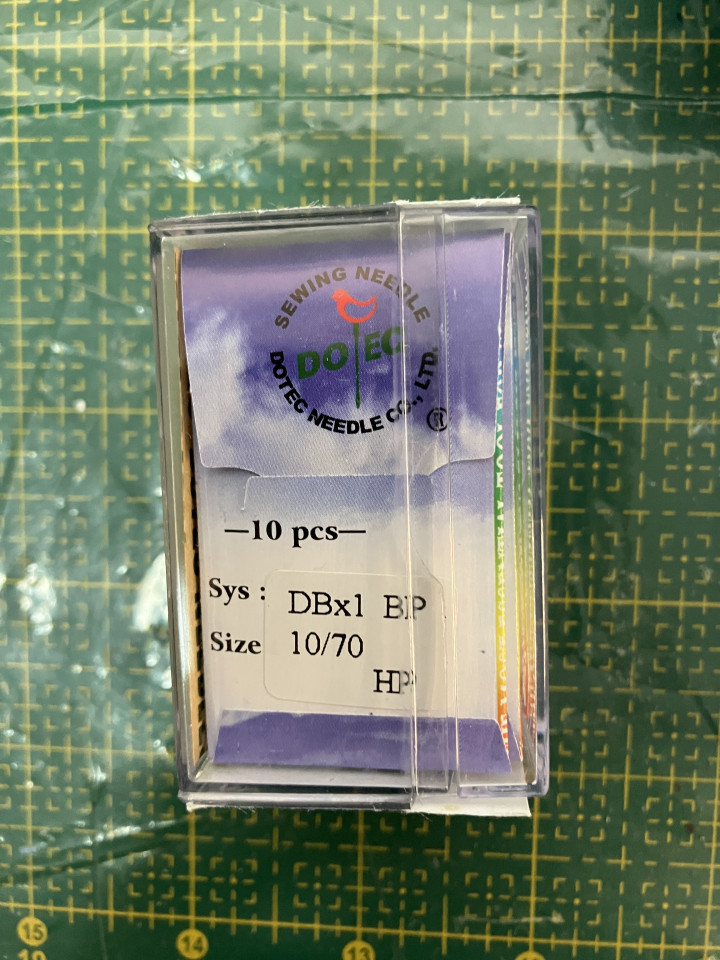 SEWING NEEDLE
DOTEC
DOTEC NEEDLE CO., LTD.
®
—10 pcs—
Sys : DBx1 BP
Size 10/70
HP
15
14
13